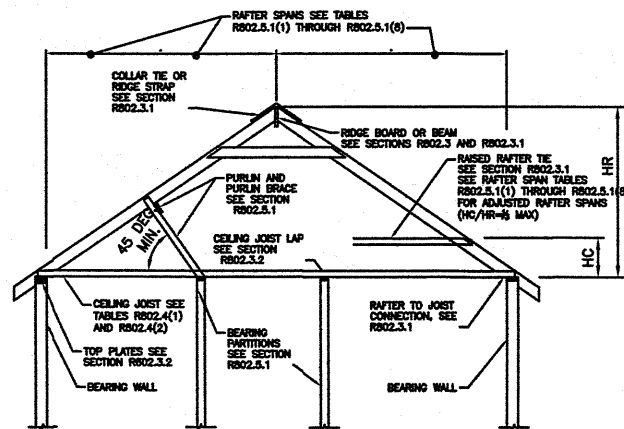 RAFTER SPANS SEE TABLES
R802.5.1(1) THROUGH R802.5.1(8)
COLLAR TIE OR
RIDGE STRAP
SEE SECTION
R802.3.1
RIDGE BOARD OR BEAM
SEE SECTIONS R802.3 AND R802.3.1
RAISED RAFTER TIE
SEE SECTION
R802.3.1
SEE RAFTER SPAN TABLES
R802.5.1(1) THROUGH R802.5.1(8
FOR ADJUSTED RAFTER SPANS
(HC/HR=⅓ MAX)
HR
HC
PURLIN AND
PURLIN BRACE
SEE SECTION
R802.5.1
45 DEG
MIN.
CEILING JOIST LAP
SEE SECTION
R802.3.2
CEILING JOIST SEE
TABLES R802.4(1)
AND R802.4(2)
TOP PLATES SEE
SECTION R602.3.2
BEARING WALL
BEARING
PARTITIONS
SEE SECTION
R802.5.1
RAFTER TO JOIST
CONNECTION, SEE
R802.3.1
BEARING WALL